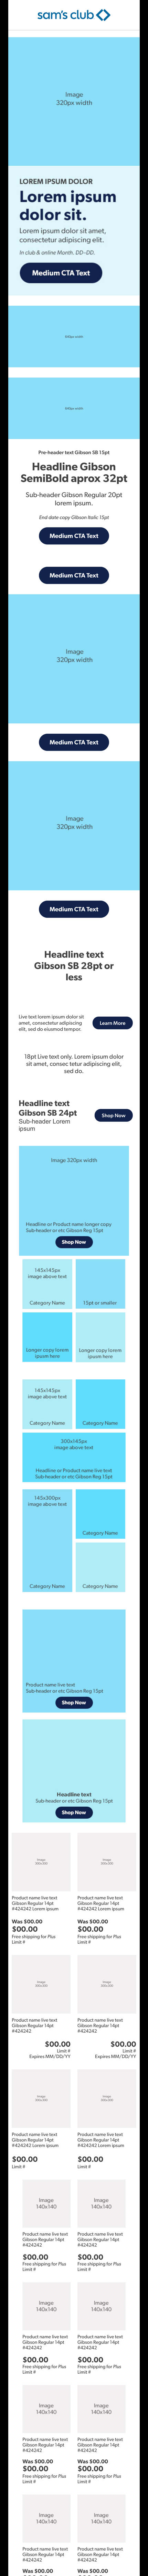 sam's club
Image
320px width
LOREM IPSUM DOLOR
Lorem ipsum
dolor sit.
Lorem ipsum dolor sit amet,
consectetur adipiscing elit.
In club & online Month. DD–DD.
Medium CTA Text
Pre-header text Gibson SB 15pt
Headline Gibson
SemiBold aprox 32pt
Sub-header Gibson Regular 20pt
lorem ipsum.
End date copy Gibson Italic 15pt
Medium CTA Text
Medium CTA Text
Image
320px width
Medium CTA Text
Image
320px width
Medium CTA Text
Headline text
Gibson SB 28pt or
less
Live text lorem ipsum dolor sit
amet, consectetur adipiscing
elit, sed do eiusmod tempor.
Learn More
18pt Live text only. Lorem ipsum dolor
sit amet, consec tetur adipiscing elit,
sed do.
Headline text
Gibson SB 24pt
Sub-header Lorem
ipsum
Shop Now
Image 320px width
Headline or Product name longer copy
Sub-header or etc Gibson Reg 15pt
Shop Now
145x145px
image above text
Category Name
15pt or smaller
Longer copy lorem
ipsum here
Longer copy lorem
ipsum here
145x145px
image above text
Category Name
Category Name
300x145px
image above text
Headline or Product name live text
Sub-header or etc Gibson Reg 15pt
145x300px
image above text
Category Name
Category Name
Category Name
Product name live text
Sub-header or etc Gibson Reg 15pt
Shop Now
Headline text
Sub-header or etc Gibson Reg 15pt
Shop Now
Product name live text
Gibson Regular 14pt
#424242 Lorem ipsum
Was $00.00
$00.00
Free shipping for Plus
Limit #
Product name live text
Gibson Regular 14pt
#424242 Lorem ipsum
Was $00.00
$00.00
Free shipping for Plus
Limit #
Product name live text
Gibson Regular 14pt
#424242
$00.00
Limit #
Expires MM/DD/YY
Product name live text
Gibson Regular 14pt
#424242
$00.00
Limit #
Expires MM/DD/YY
Product name live text
Gibson Regular 14pt
#424242 Lorem ipsum
$00.00
Limit #
Product name live text
Gibson Regular 14pt
#424242 Lorem ipsum
$00.00
Limit #
Image
140x140
Product name live text
Gibson Regular 14pt
#424242
$00.00
Free shipping for Plus
Limit #
Image
140x140
Product name live text
Gibson Regular 14pt
#424242
$00.00
Free shipping for Plus
Limit #
Image
140x140
Product name live text
Gibson Regular 14pt
#424242
$00.00
Free shipping for Plus
Limit #
Image
140x140
Product name live text
Gibson Regular 14pt
#424242
$00.00
Free shipping for Plus
Limit #
Image
140x140
Product name live text
Gibson Regular 14pt
#424242
Was $00.00
$00.00
Free shipping for Plus
Limit #
Image
140x140
Product name live text
Gibson Regular 14pt
#424242
Was $00.00
$00.00
Free shipping for Plus
Limit #
Image
140x140
Product name live text
Gibson Regular 14pt
#424242
Was $00.00
Image
140x140
Product name live text
Gibson Regular 14pt
#424242
Was $00.00